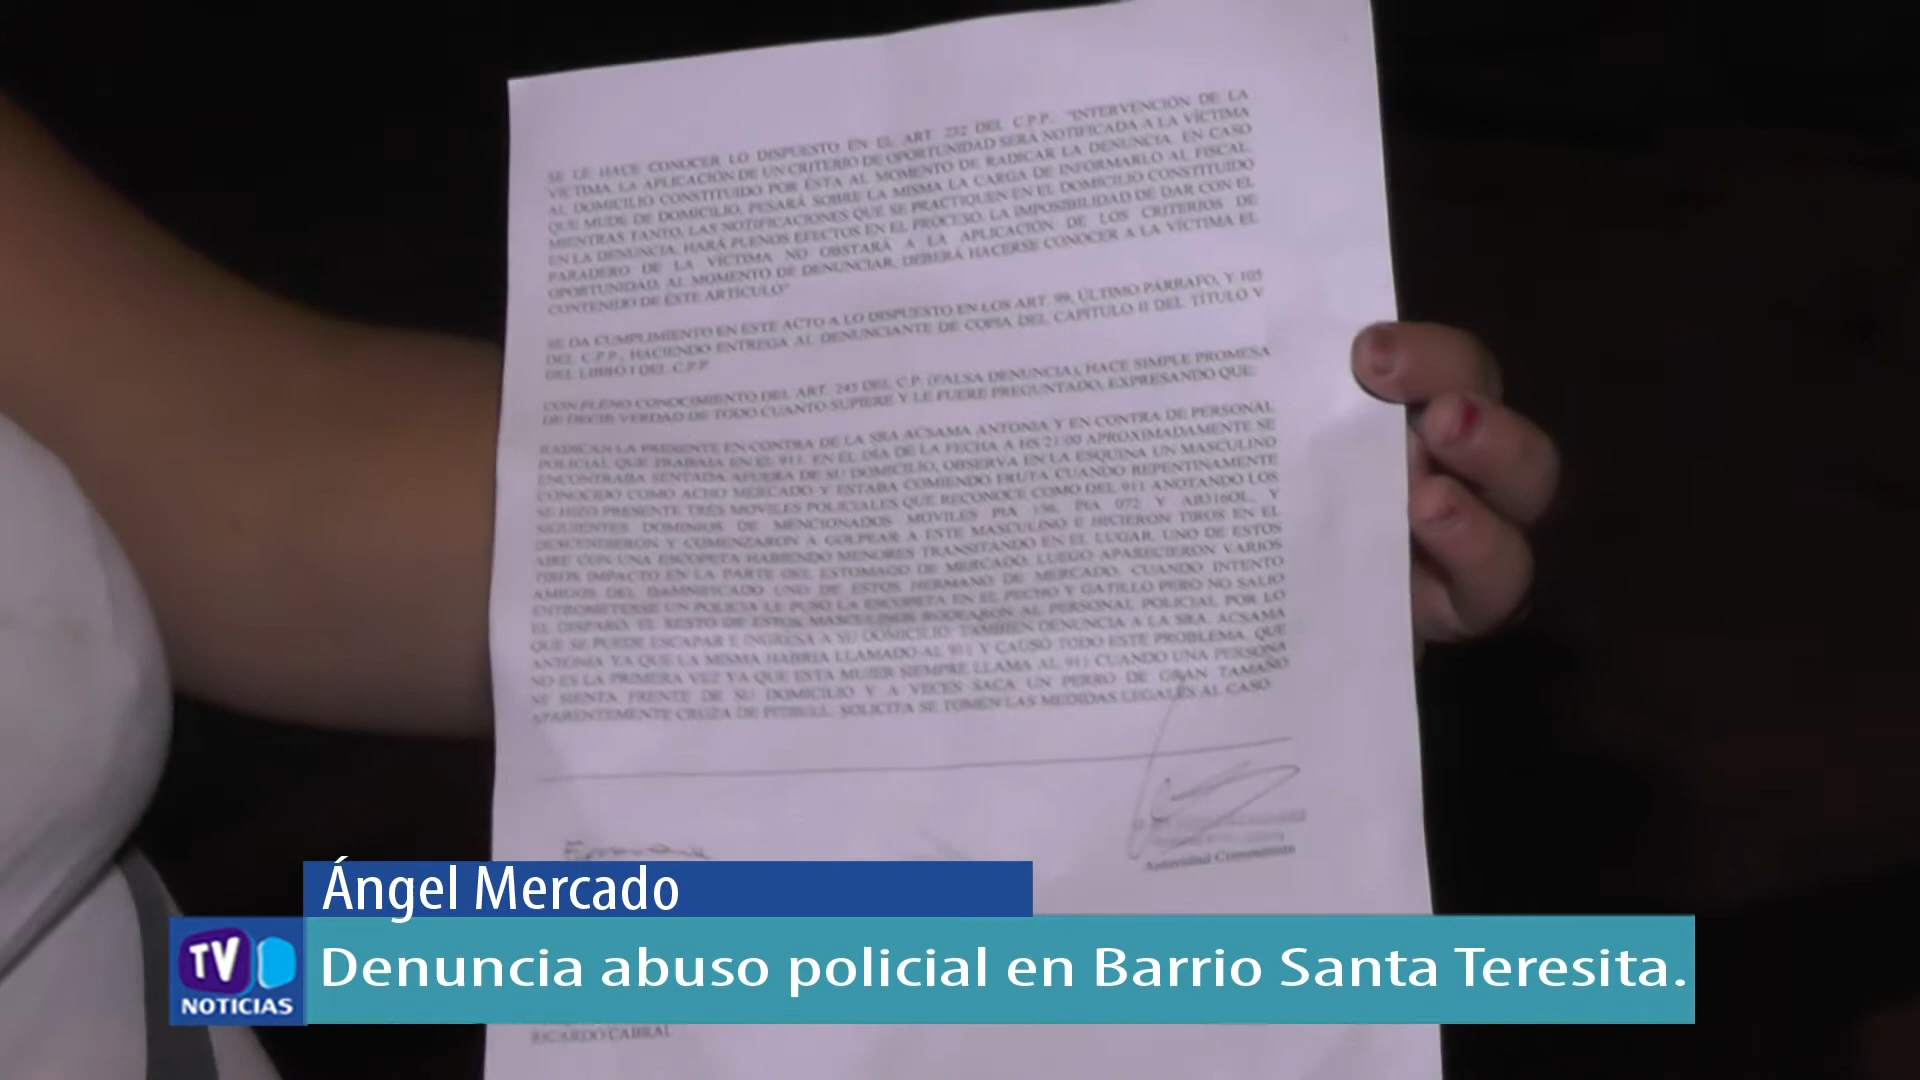 SE LE HACE CONOCER LO DISPUESTO EN EL ART. 232 DEL C.P.P. "INTERVENCIÓN DE LA
VICTIMA. LA APLICACIÓN DE UN CRITERIO DE OPORTUNIDAD SERÁ NOTIFICADA A LA VÍCTIMA
AL DOMICILIO CONSTITUIDO POR ÉSTA AL MOMENTO DE RADICAR LA DENUNCIA. EN CASO
QUE MUDE DE DOMICILIO, PESARÁ SOBRE LA MISMA LA CARGA DE INFORMARLO AL FISCAL.
MIENTRAS TANTO, LAS NOTIFICACIONES QUE SE PRACTIQUEN EN EL DOMICILIO CONSTITUIDO
EN LA DENUNCIA, HARÁ PLENOS EFECTOS EN EL PROCESO. LA IMPOSIBILIDAD DE DAR CON EL
PARADERO DE LA VÍCTIMA NO OBSTARÁ A LA APLICACIÓN DE LOS CRITERIOS DE
OPORTUNIDAD. AL MOMENTO DE DENUNCIAR, DEBERÁ HACERSE CONOCER A LA VÍCTIMA EL
CONTENIDO DE ÉSTE ARTÍCULO"
SE DA CUMPLIMIENTO EN ESTE ACTO A LO DISPUESTO EN LOS ART. 99, ÚLTIMO PÁRRAFO, Y 105
DEL C.P.P., HACIENDO ENTREGA AL DENUNCIANTE DE COPIA DEL CAPÍTULO II DEL TÍTULO V
DEL LIBRO I DEL C.P.P
CON PLENO CONOCIMIENTO DEL ART. 245 DEL C.P. (FALSA DENUNCIA), HACE SIMPLE PROMESA
DE DECIR VERDAD DE TODO CUANTO SUPIERE Y LE FUERE PREGUNTADO, EXPRESANDO QUE:
RADICAN LA PRESENTE EN CONTRA DE LA SRA ACSAMA ANTONIA Y EN CONTRA DE PERSONAL
POLICIAL QUE TRABAJA EN EL 911. EN EL DÍA DE LA FECHA A HS 21:00 APROXIMADAMENTE SE
ENCONTRABA SENTADA AFUERA DE SU DOMICILIO, OBSERVA EN LA ESQUINA UN MASCULINO
CONOCIDO COMO ACHO MERCADO Y ESTABA COMIENDO FRUTA CUANDO REPENTINAMENTE
SE HIZO PRESENTE TRES MOVILES POLICIALES QUE RECONOCE COMO DEL 911 ANOTANDO LOS
SIGUIENTES DOMINIOS DE MENCIONADOS MOVILES PIA 136, PIA 072 Y AB316OL, Y
DESCENDIERON Y COMENZARON A GOLPEAR A ESTE MASCULINO E HICIERON TIROS EN EL
AIRE CON UNA ESCOPETA HABIENDO MENORES TRANSITANDO EN EL LUGAR, UNO DE ESTOS
TIROS IMPACTO EN LA PARTE DEL ESTOMAGO DE MERCADO, LUEGO APARECIERON VARIOS
AMIGOS DEL DAMNIFICADO UNO DE ESTOS HERMANO DE MERCADO, CUANDO INTENTO
ENTROMETERSE UN POLICIA LE PUSO LA ESCOPETA EN EL PECHO Y GATILLO PERO NO SALIO
EL DISPARO, EL RESTO DE ESTOS MASCULINOS RODEARON AL PERSONAL POLICIAL POR LO
QUE SE PUEDE ESCAPAR E INGRESA A SU DOMICILIO; TAMBIEN DENUNCIA A LA SRA. ACSAMA
ANTONIA YA QUE LA MISMA HABRIA LLAMADO AL 911 Y CAUSO TODO ESTE PROBLEMA, QUE
NO ES LA PRIMERA VEZ YA QUE ESTA MUJER SIEMPRE LLAMA AL 911 CUANDO UNA PERSONA
SE SIENTA FRENTE DE SU DOMICILIO Y A VECES SACA UN PERRO DE GRAN TAMAÑO
APARENTEMENTE CRUZA DE PITBULL, SOLICITA SE TOMEN LAS MEDIDAS LEGALES AL CASO
Ángel Mercado
TV
NOTICIAS
Denuncia abuso policial en Barrio Santa Teresita.
RICARDO CABRAL